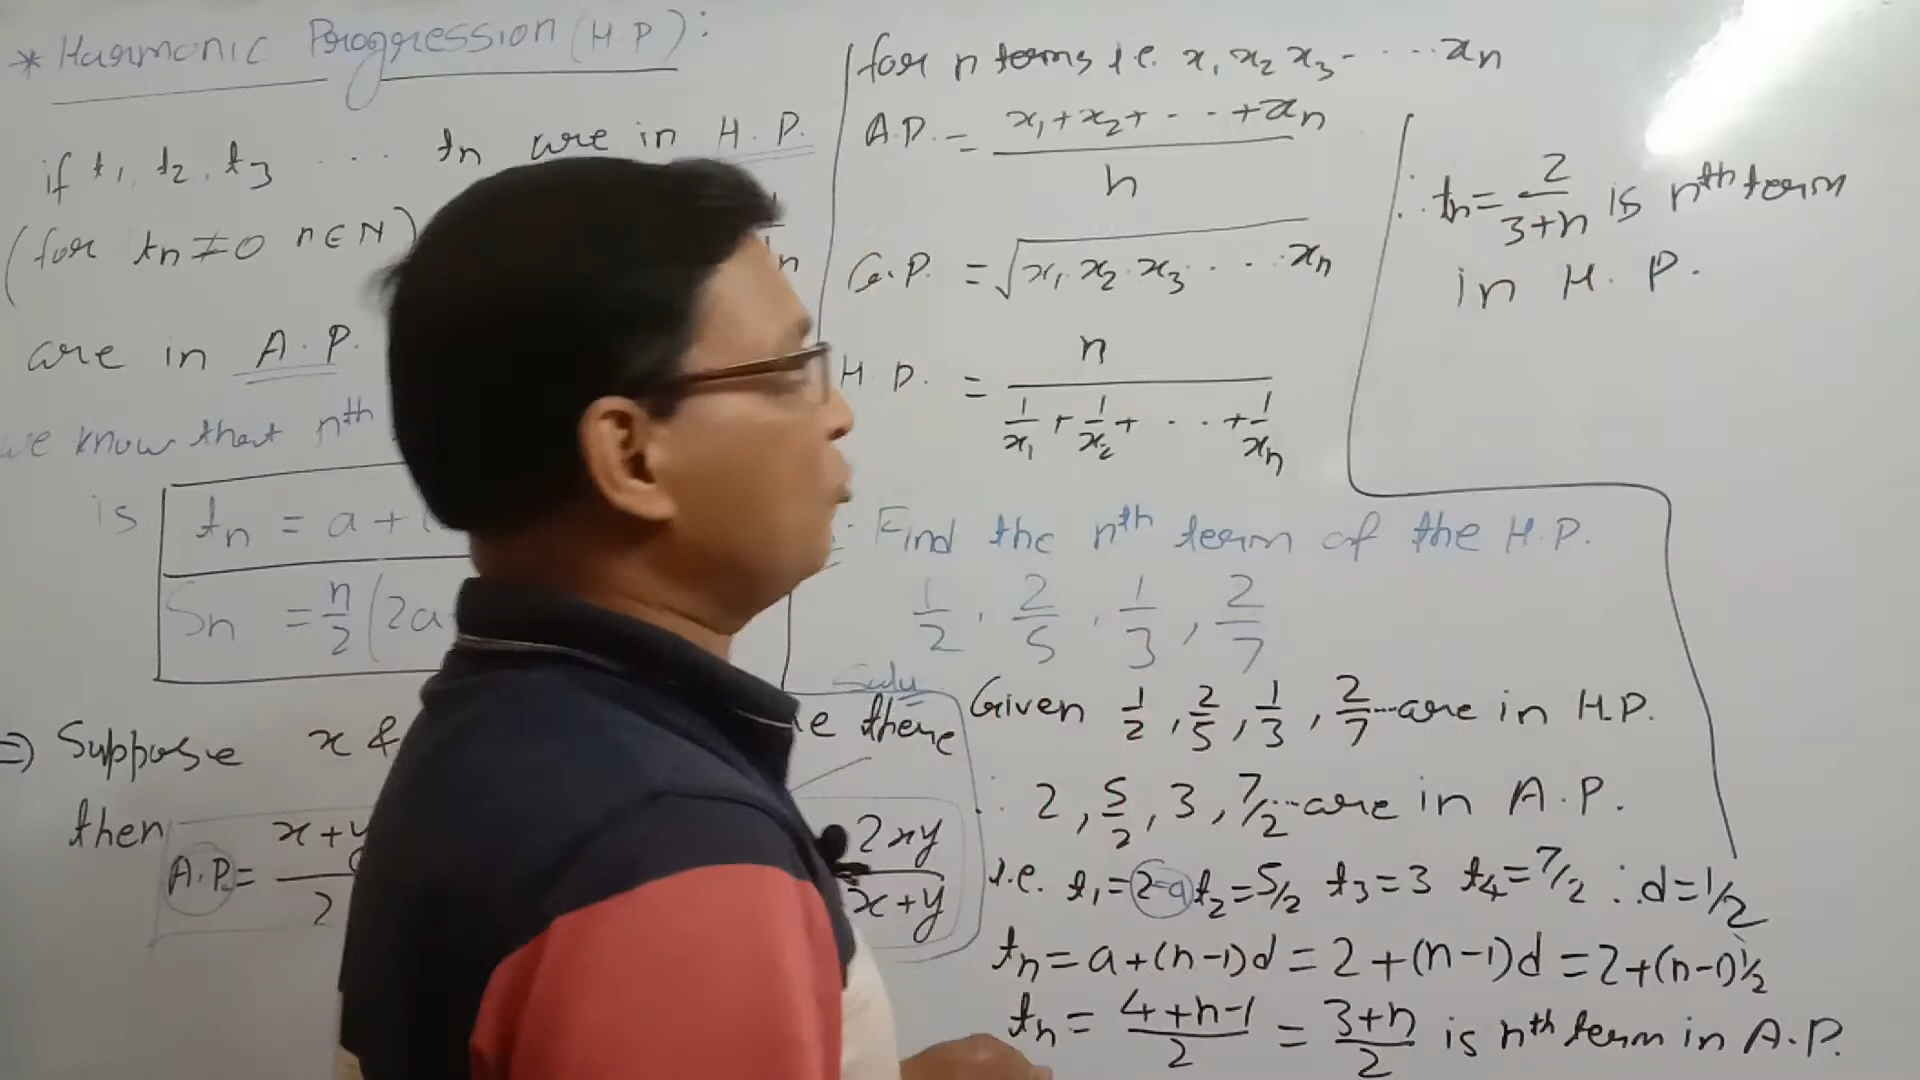 * Harmonic Progression (H P):
if t₁, t₂, t₃ ... tn are in H.P.
(for tn ≠ 0 n ∈ N)
are in A.P.
we know that nth
is tn = a + (
Sn = n/2 (2a
⇒ Suppose x &
then A.P. = x+y/2
2xy/x+y
for n terms i.e. x₁ x₂ x₃ - ... xn
A.P. = x₁+x₂+ - .. +xn/n
G.P. = √x₁.x₂.x₃ . . . xn
H.P. = n/(1/x₁ + 1/x₂ + . . . + 1/xn)
Find the nth term of the H.P.
1/2, 2/5, 1/3, 2/7
Solu
Given 1/2, 2/5, 1/3, 2/7 ... are in H.P.
∴ 2, 5/2, 3, 7/2 ... are in A.P.
i.e. t₁ = 2 = a t₂ = 5/2 t₃ = 3 t₄ = 7/2 ∴ d = 1/2
tn = a + (n-1)d = 2 + (n-1)d = 2 + (n-1)1/2
tn = 4+n-1/2 = 3+n/2 is nth term in A.P.
∴ tn = 2/3+n is nth term
in H.P.